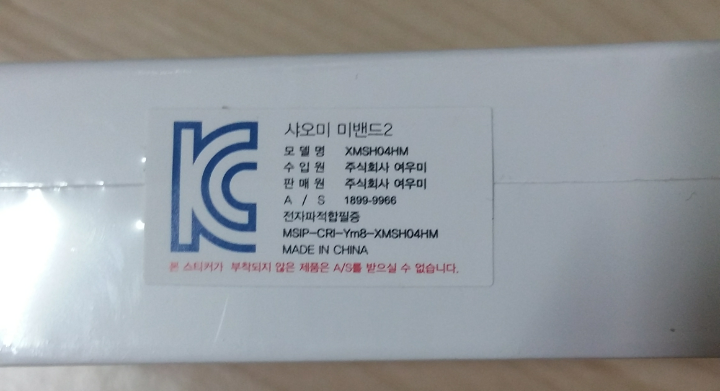 KC
샤오미 미밴드2
모 델 명 XMSH04HM
수 입 원 주식회사 여우미
판 매 원 주식회사 여우미
A / S 1899-9966
전자파적합필증
MSIP-CRI-Ym8-XMSH04HM
MADE IN CHINA
본 스티커가 부착되지 않은 제품은 A/S를 받으실 수 없습니다.